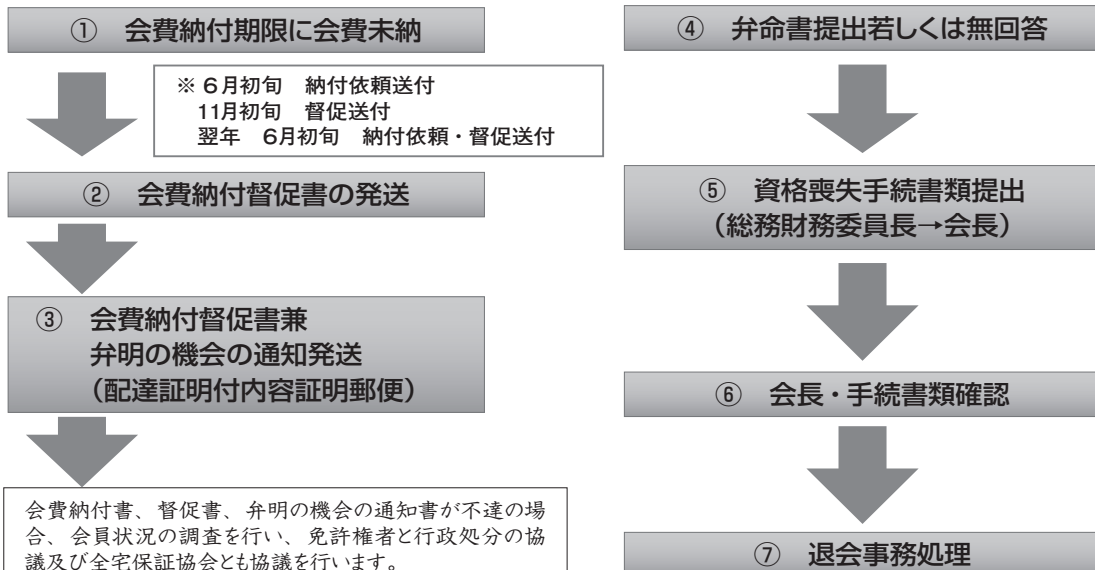 ① 会費納付期限に会費未納
※ 6月初旬 納付依頼送付
11月初旬 督促送付
翌年 6月初旬 納付依頼・督促送付
② 会費納付督促書の発送
③ 会費納付督促書兼
弁明の機会の通知発送
（配達証明付内容証明郵便）
会費納付書、督促書、弁明の機会の通知書が不達の場
合、会員状況の調査を行い、免許権者と行政処分の協
議及び全宅保証協会とも協議を行います。
④ 弁命書提出若しくは無回答
⑤ 資格喪失手続書類提出
（総務財務委員長→会長）
⑥ 会長・手続書類確認
⑦ 退会事務処理